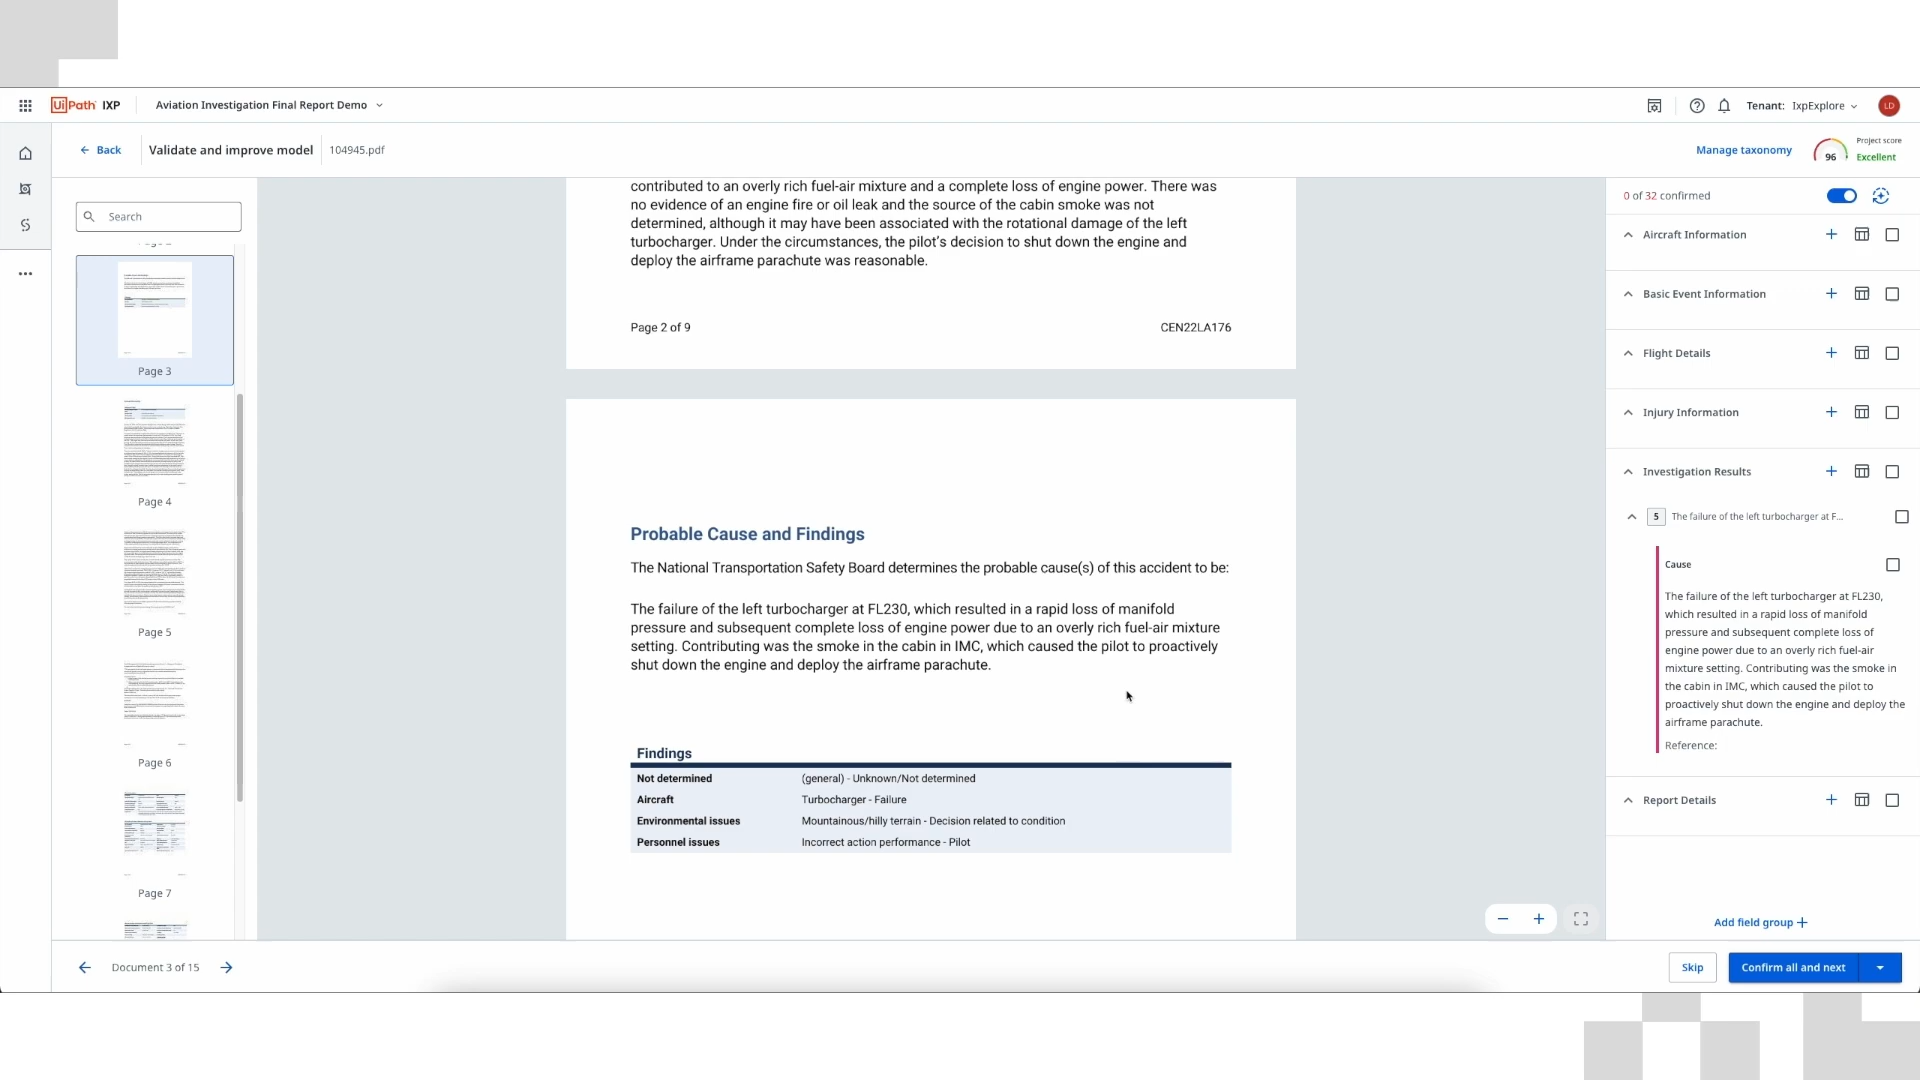 UiPath IXP
Aviation Investigation Final Report Demo
Tenant: IxpExplore
LD
Back
Validate and improve model
104945.pdf
Manage taxonomy
96
Project score
Excellent
Search
Page 3
Page 4
Page 5
Page 6
Page 7
contributed to an overly rich fuel-air mixture and a complete loss of engine power. There was
no evidence of an engine fire or oil leak and the source of the cabin smoke was not
determined, although it may have been associated with the rotational damage of the left
turbocharger. Under the circumstances, the pilot's decision to shut down the engine and
deploy the airframe parachute was reasonable.
Page 2 of 9
CEN22LA176
Probable Cause and Findings
The National Transportation Safety Board determines the probable cause(s) of this accident to be:
The failure of the left turbocharger at FL230, which resulted in a rapid loss of manifold
pressure and subsequent complete loss of engine power due to an overly rich fuel-air mixture
setting. Contributing was the smoke in the cabin in IMC, which caused the pilot to proactively
shut down the engine and deploy the airframe parachute.
Findings
Not determined (general) - Unknown/Not determined
Aircraft Turbocharger - Failure
Environmental issues Mountainous/hilly terrain - Decision related to condition
Personnel issues Incorrect action performance - Pilot
0 of 32 confirmed
Aircraft Information
Basic Event Information
Flight Details
Injury Information
Investigation Results
5 The failure of the left turbocharger at F...
Cause
The failure of the left turbocharger at FL230,
which resulted in a rapid loss of manifold
pressure and subsequent complete loss of
engine power due to an overly rich fuel-air
mixture setting. Contributing was the smoke in
the cabin in IMC, which caused the pilot to
proactively shut down the engine and deploy the
airframe parachute.
Reference:
Report Details
Add field group
Document 3 of 15
Skip
Confirm all and next